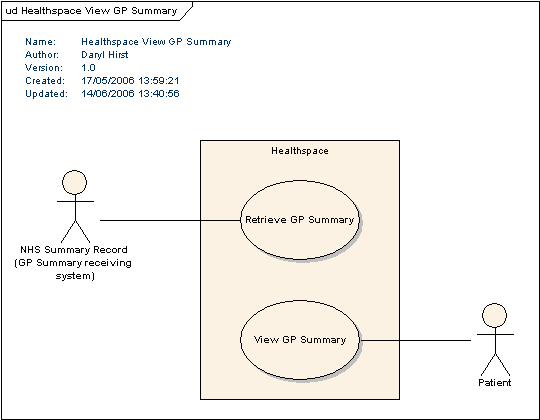 ud Healthspace View GP Summary
Name: Healthspace View GP Summary
Author: Daryl Hirst
Version: 1.0
Created: 17/05/2006 13:59:21
Updated: 14/06/2006 13:40:56
Healthspace
Retrieve GP Summary
NHS Summary Record
(GP Summary receiving
system)
View GP Summary
Patient